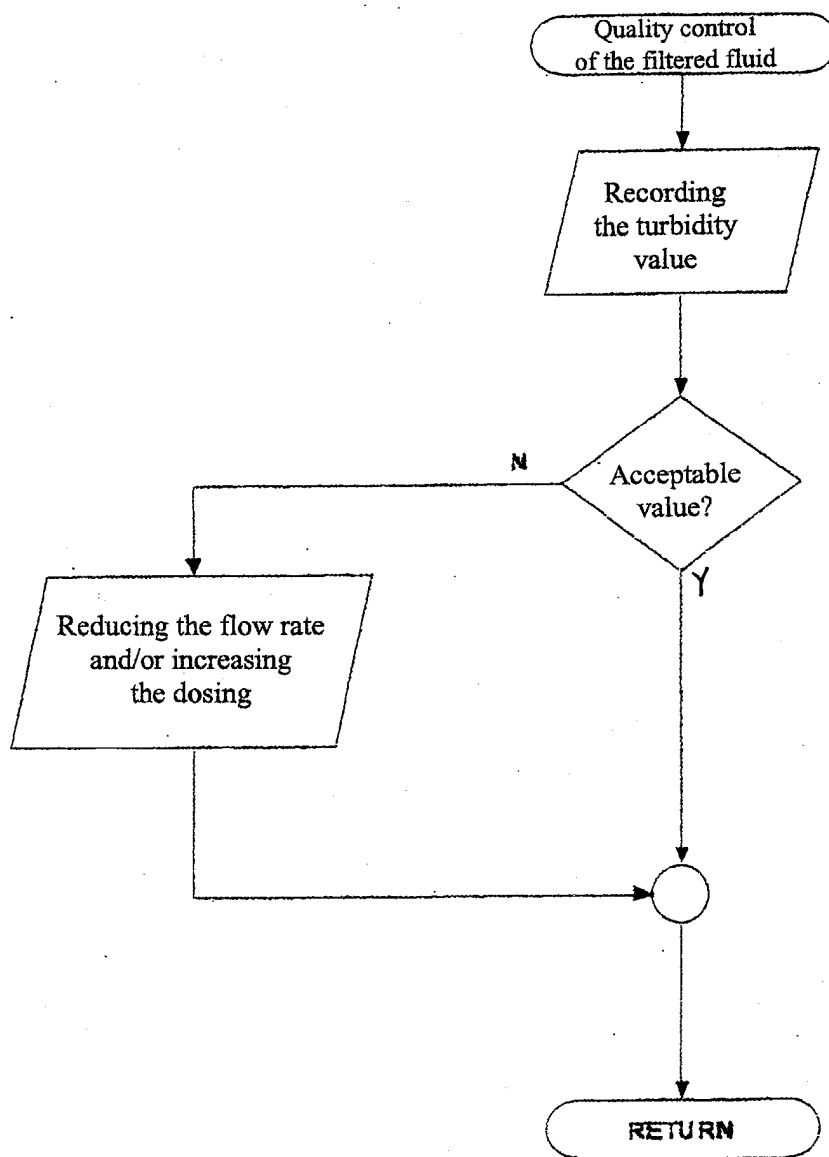 Quality control
of the filtered fluid
Recording
the turbidity
value
Acceptable
value?
N
Y
Reducing the flow rate
and/or increasing
the dosing
RETURN